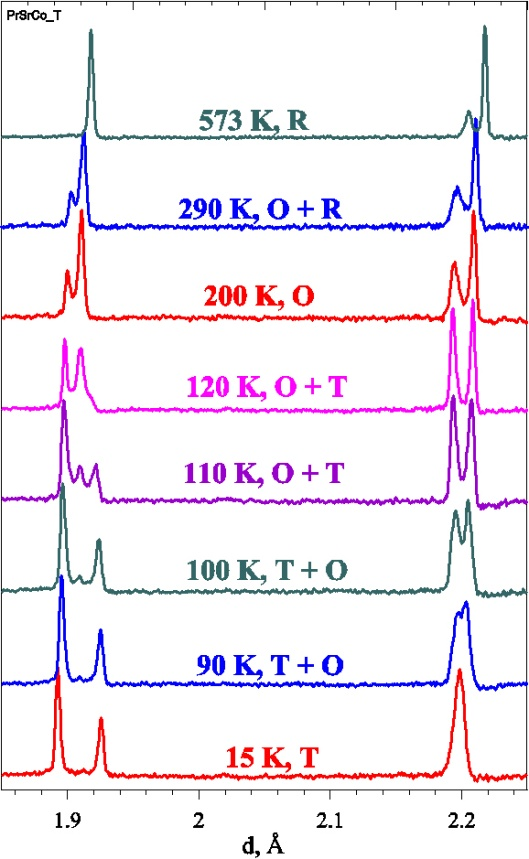 PrSrCo_T
573 K, R
290 K, O + R
200 K, O
120 K, O + T
110 K, O + T
100 K, T + O
90 K, T + O
15 K, T
1.9 2 2.1 2.2
d, Å